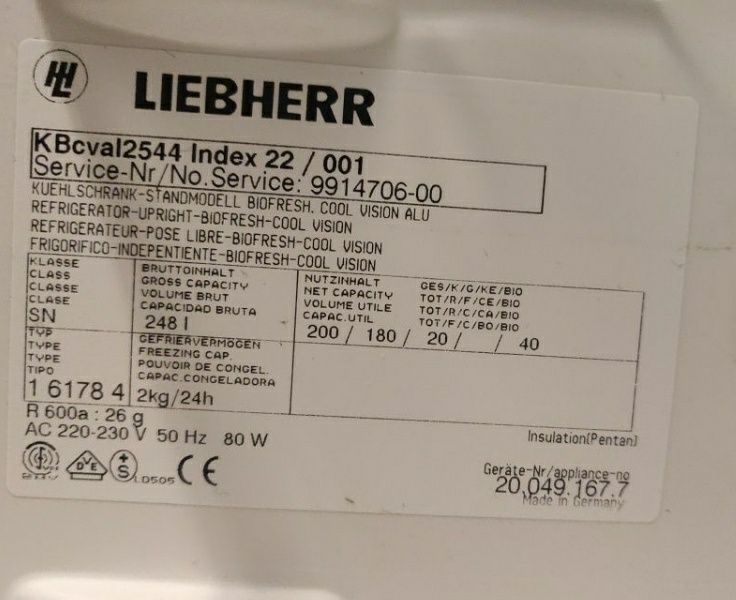 LIEBHERR
KBcval2544 Index 22 / 001
Service-Nr/No.Service: 9914706-00
KUEHLSCHRANK-STANDMODELL BIOFRESH, COOL VISION ALU
REFRIGERATOR-UPRIGHT-BIOFRESH-COOL VISION
REFRIGERATEUR-POSE LIBRE-BIOFRESH-COOL VISION
FRIGORIFICO-INDEPENTIENTE-BIOFRESH-COOL VISION
KLASSE
CLASS
CLASSE
CLASE
SN
BRUTTOINHALT
GROSS CAPACITY
VOLUME BRUT
CAPACIDAD BRUTA
248 l
NUTZINHALT GES/K/G/KE/BIO
NET CAPACITY TOT/R/F/CE/BIO
VOLUME UTILE TOT/R/C/CA/BIO
CAPAC.UTIL TOT/F/C/BO/BIO
200 / 180 / 20 / / 40
TYP
TYPE
TYPE
TIPO
1 6178 4
GEFRIERVERMÖGEN
FREEZING CAP.
POUVOIR DE CONGEL.
CAPAC.CONGELADORA
2kg/24h
R 600a : 26 g
AC 220-230 V 50 Hz 80 W
Insulation(Pentan)
DVE
S
LD505
CE
Geräte-Nr/appliance-no
20.049.167.7
Made in Germany